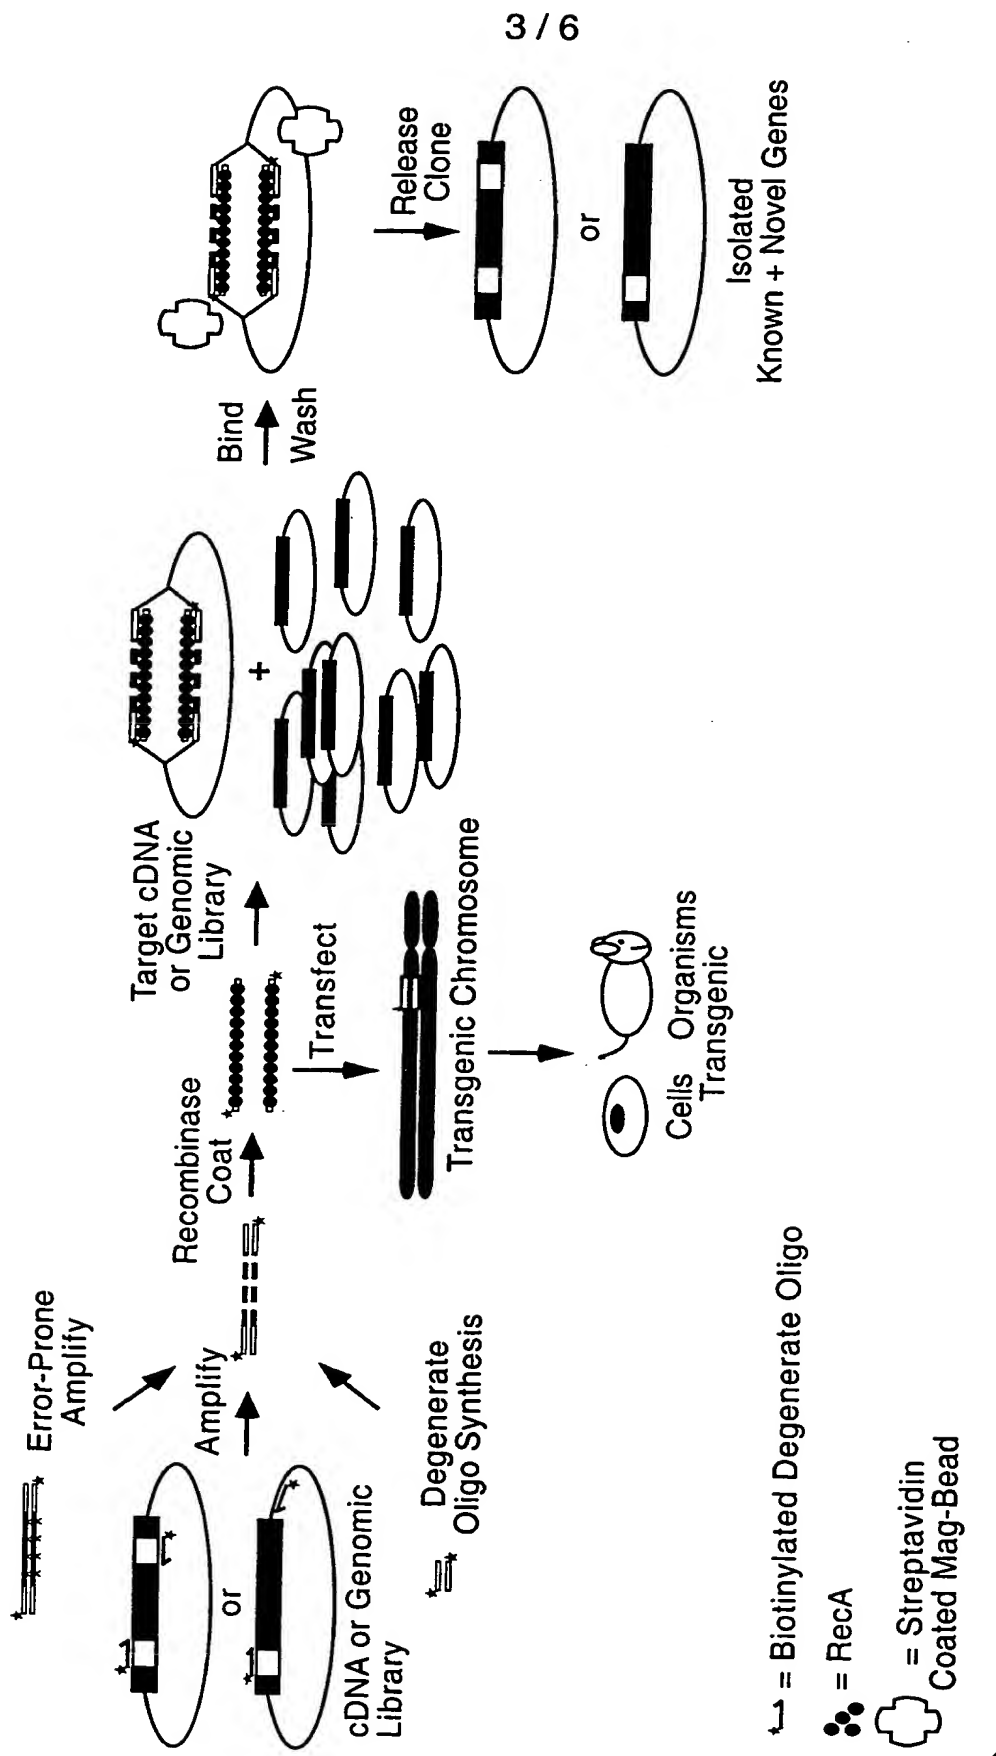 3 / 6
Error-Prone
Amplify
Amplify
or
cDNA or Genomic
Library
Degenerate
Oligo Synthesis
Recombinase
Coat
Transfect
Transgenic Chromosome
Cells Organisms
Transgenic
Target cDNA
or Genomic
Library
+
Bind
Wash
Release
Clone
or
Isolated
Known + Novel Genes
= Biotinylated Degenerate Oligo
= RecA
= Streptavidin
Coated Mag-Bead